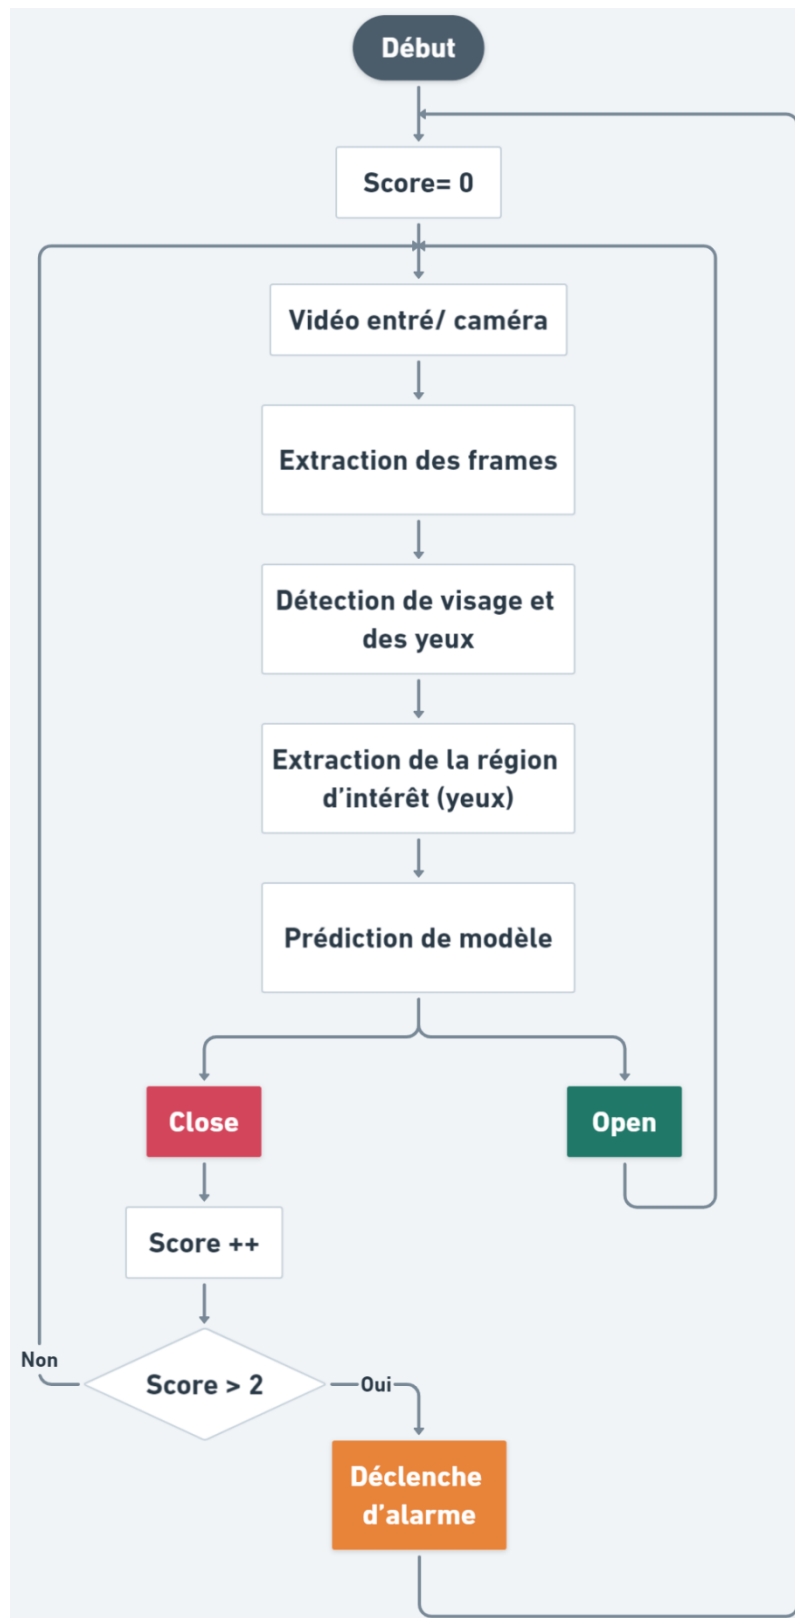 Début
Score= 0
Vidéo entré/ caméra
Extraction des frames
Détection de visage et
des yeux
Extraction de la région
d’intérêt (yeux)
Prédiction de modèle
Close
Open
Score ++
Non
Score > 2
Oui
Déclenche
d’alarme